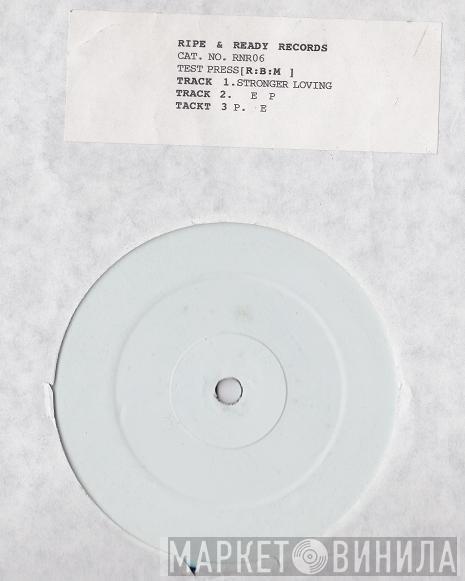 RIPE & READY RECORDS
CAT. NO. RNR06
TEST PRESS[R:B:M ]
TRACK 1.STRONGER LOVING
TRACK 2. E P
TACKT 3 P. E
МАРКЕТ ВИНИЛА